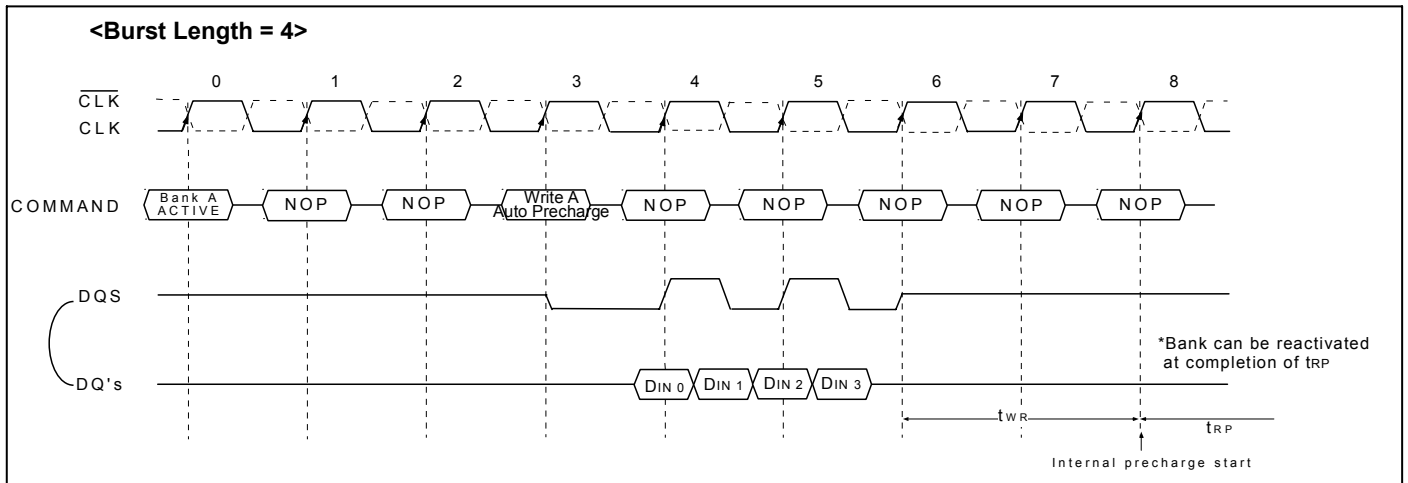 <Burst Length = 4>
0 1 2 3 4 5 6 7 8
CLK
CLK
COMMAND
Bank A
ACTIVE
NOP
NOP
Write A
Auto Precharge
NOP
NOP
NOP
NOP
NOP
DQS
*Bank can be reactivated
at completion of tRP
DQ's
DIN 0
DIN 1
DIN 2
DIN 3
tWR
tRP
Internal precharge start